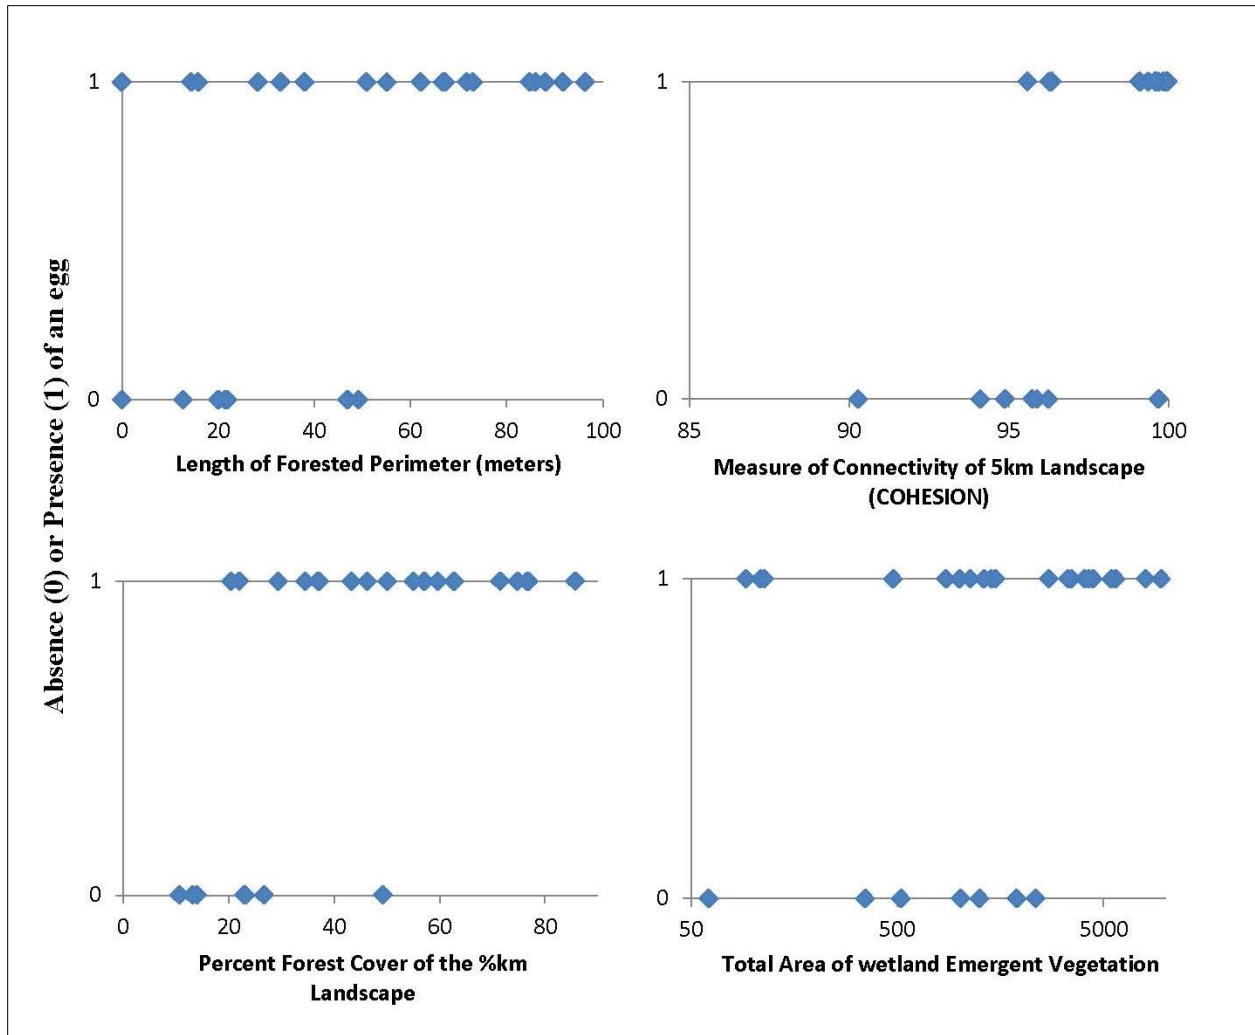 Absence (0) or Presence (1) of an egg
1
0
0 20 40 60 80 100
Length of Forested Perimeter (meters)
1
0
85 90 95 100
Measure of Connectivity of 5km Landscape
(COHESION)
1
0
0 20 40 60 80
Percent Forest Cover of the %km
Landscape
1
0
50 500 5000
Total Area of wetland Emergent Vegetation